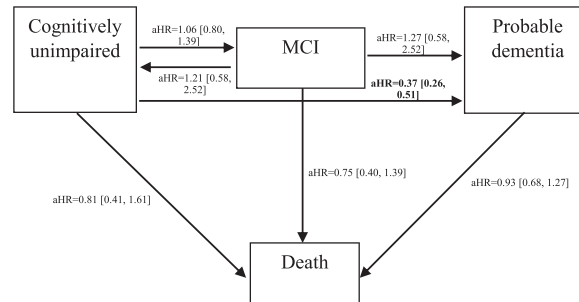 Cognitively
unimpaired
aHR=1.06 [0.80,
1.39]
MCI
aHR=1.27 [0.58,
2.52]
Probable
dementia
aHR=1.21 [0.58,
2.52]
aHR=0.37 [0.26,
0.51]
aHR=0.81 [0.41, 1.61]
aHR=0.75 [0.40, 1.39]
aHR=0.93 [0.68, 1.27]
Death